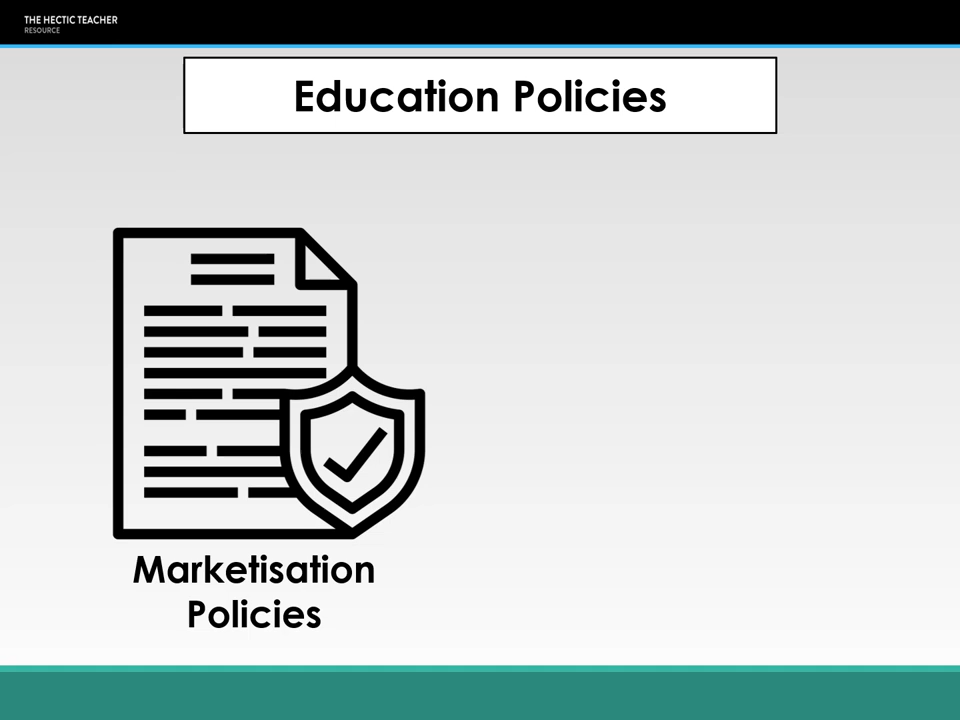 THE HECTIC TEACHER
RESOURCE
Education Policies
Marketisation
Policies